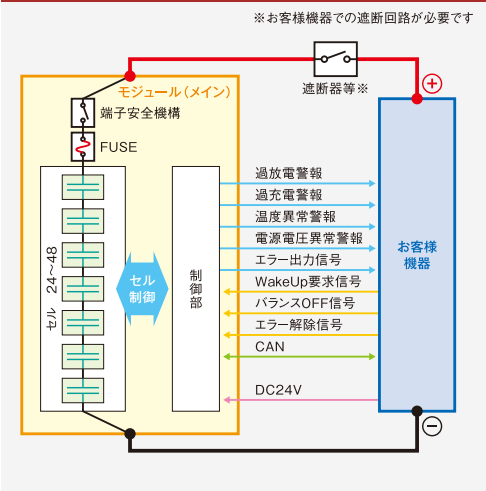 ※お客様機器での遮断回路が必要です
遮断器等※
＋
モジュール（メイン）
端子安全機構
FUSE
過放電警報
過充電警報
温度異常警報
電源電圧異常警報
エラー出力信号
WakeUp要求信号
バランスOFF信号
エラー解除信号
CAN
DC24V
セル　24～48
セル
制御
制御部
お客様
機器
－